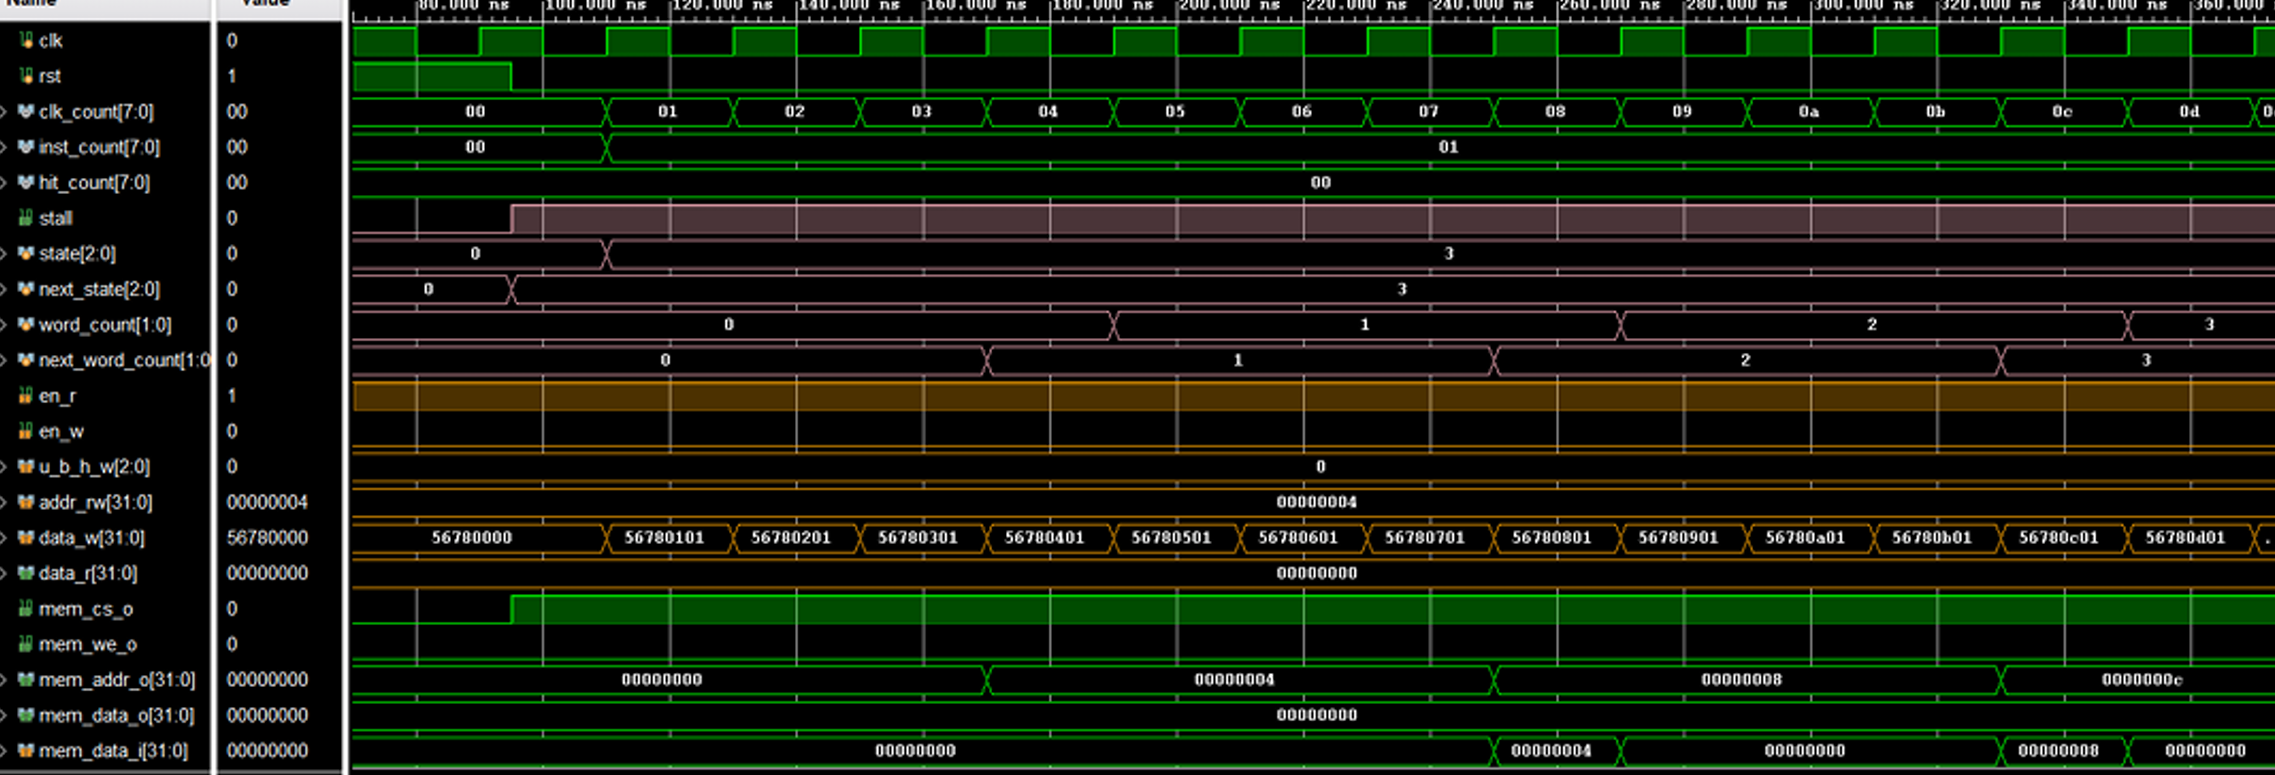 Name Value 80.000 ns 100.000 ns 120.000 ns 140.000 ns 160.000 ns 180.000 ns 200.000 ns 220.000 ns 240.000 ns 260.000 ns 280.000 ns 300.000 ns 320.000 ns 340.000 ns 360.000
clk 0
rst 1
clk_count[7:0] 00 00 01 02 03 04 05 06 07 08 09 0a 0b 0c 0d 0
inst_count[7:0] 00 00 01
hit_count[7:0] 00 00
stall 0
state[2:0] 0 0 3
next_state[2:0] 0 0 3
word_count[1:0] 0 0 1 2 3
next_word_count[1:0 0 0 1 2 3
en_r 1
en_w 0
u_b_h_w[2:0] 0 0
addr_rw[31:0] 00000004 00000004
data_w[31:0] 56780000 56780000 56780101 56780201 56780301 56780401 56780501 56780601 56780701 56780801 56780901 56780a01 56780b01 56780c01 56780d01 .
data_r[31:0] 00000000 00000000
mem_cs_o 0
mem_we_o 0
mem_addr_o[31:0] 00000000 00000000 00000004 00000008 0000000c
mem_data_o[31:0] 00000000 00000000
mem_data_i[31:0] 00000000 00000000 00000004 00000000 00000008 00000000